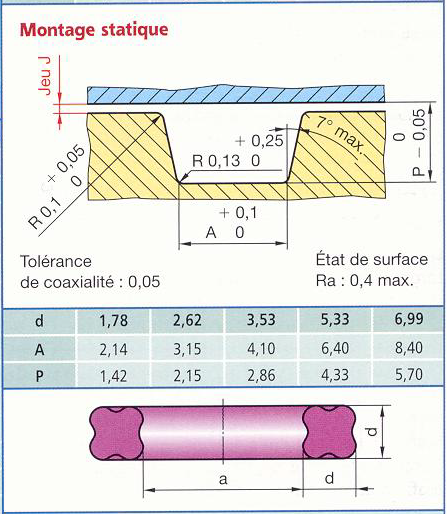 Montage statique
Jeu J
R 0,1 + 0,05 0
+ 0,25
R 0,13 0
7° max.
0
P – 0,05
+ 0,1
A 0
Tolérance
de coaxialité : 0,05
État de surface
Ra : 0,4 max.
d 1,78 2,62 3,53 5,33 6,99
A 2,14 3,15 4,10 6,40 8,40
P 1,42 2,15 2,86 4,33 5,70
a
d
d